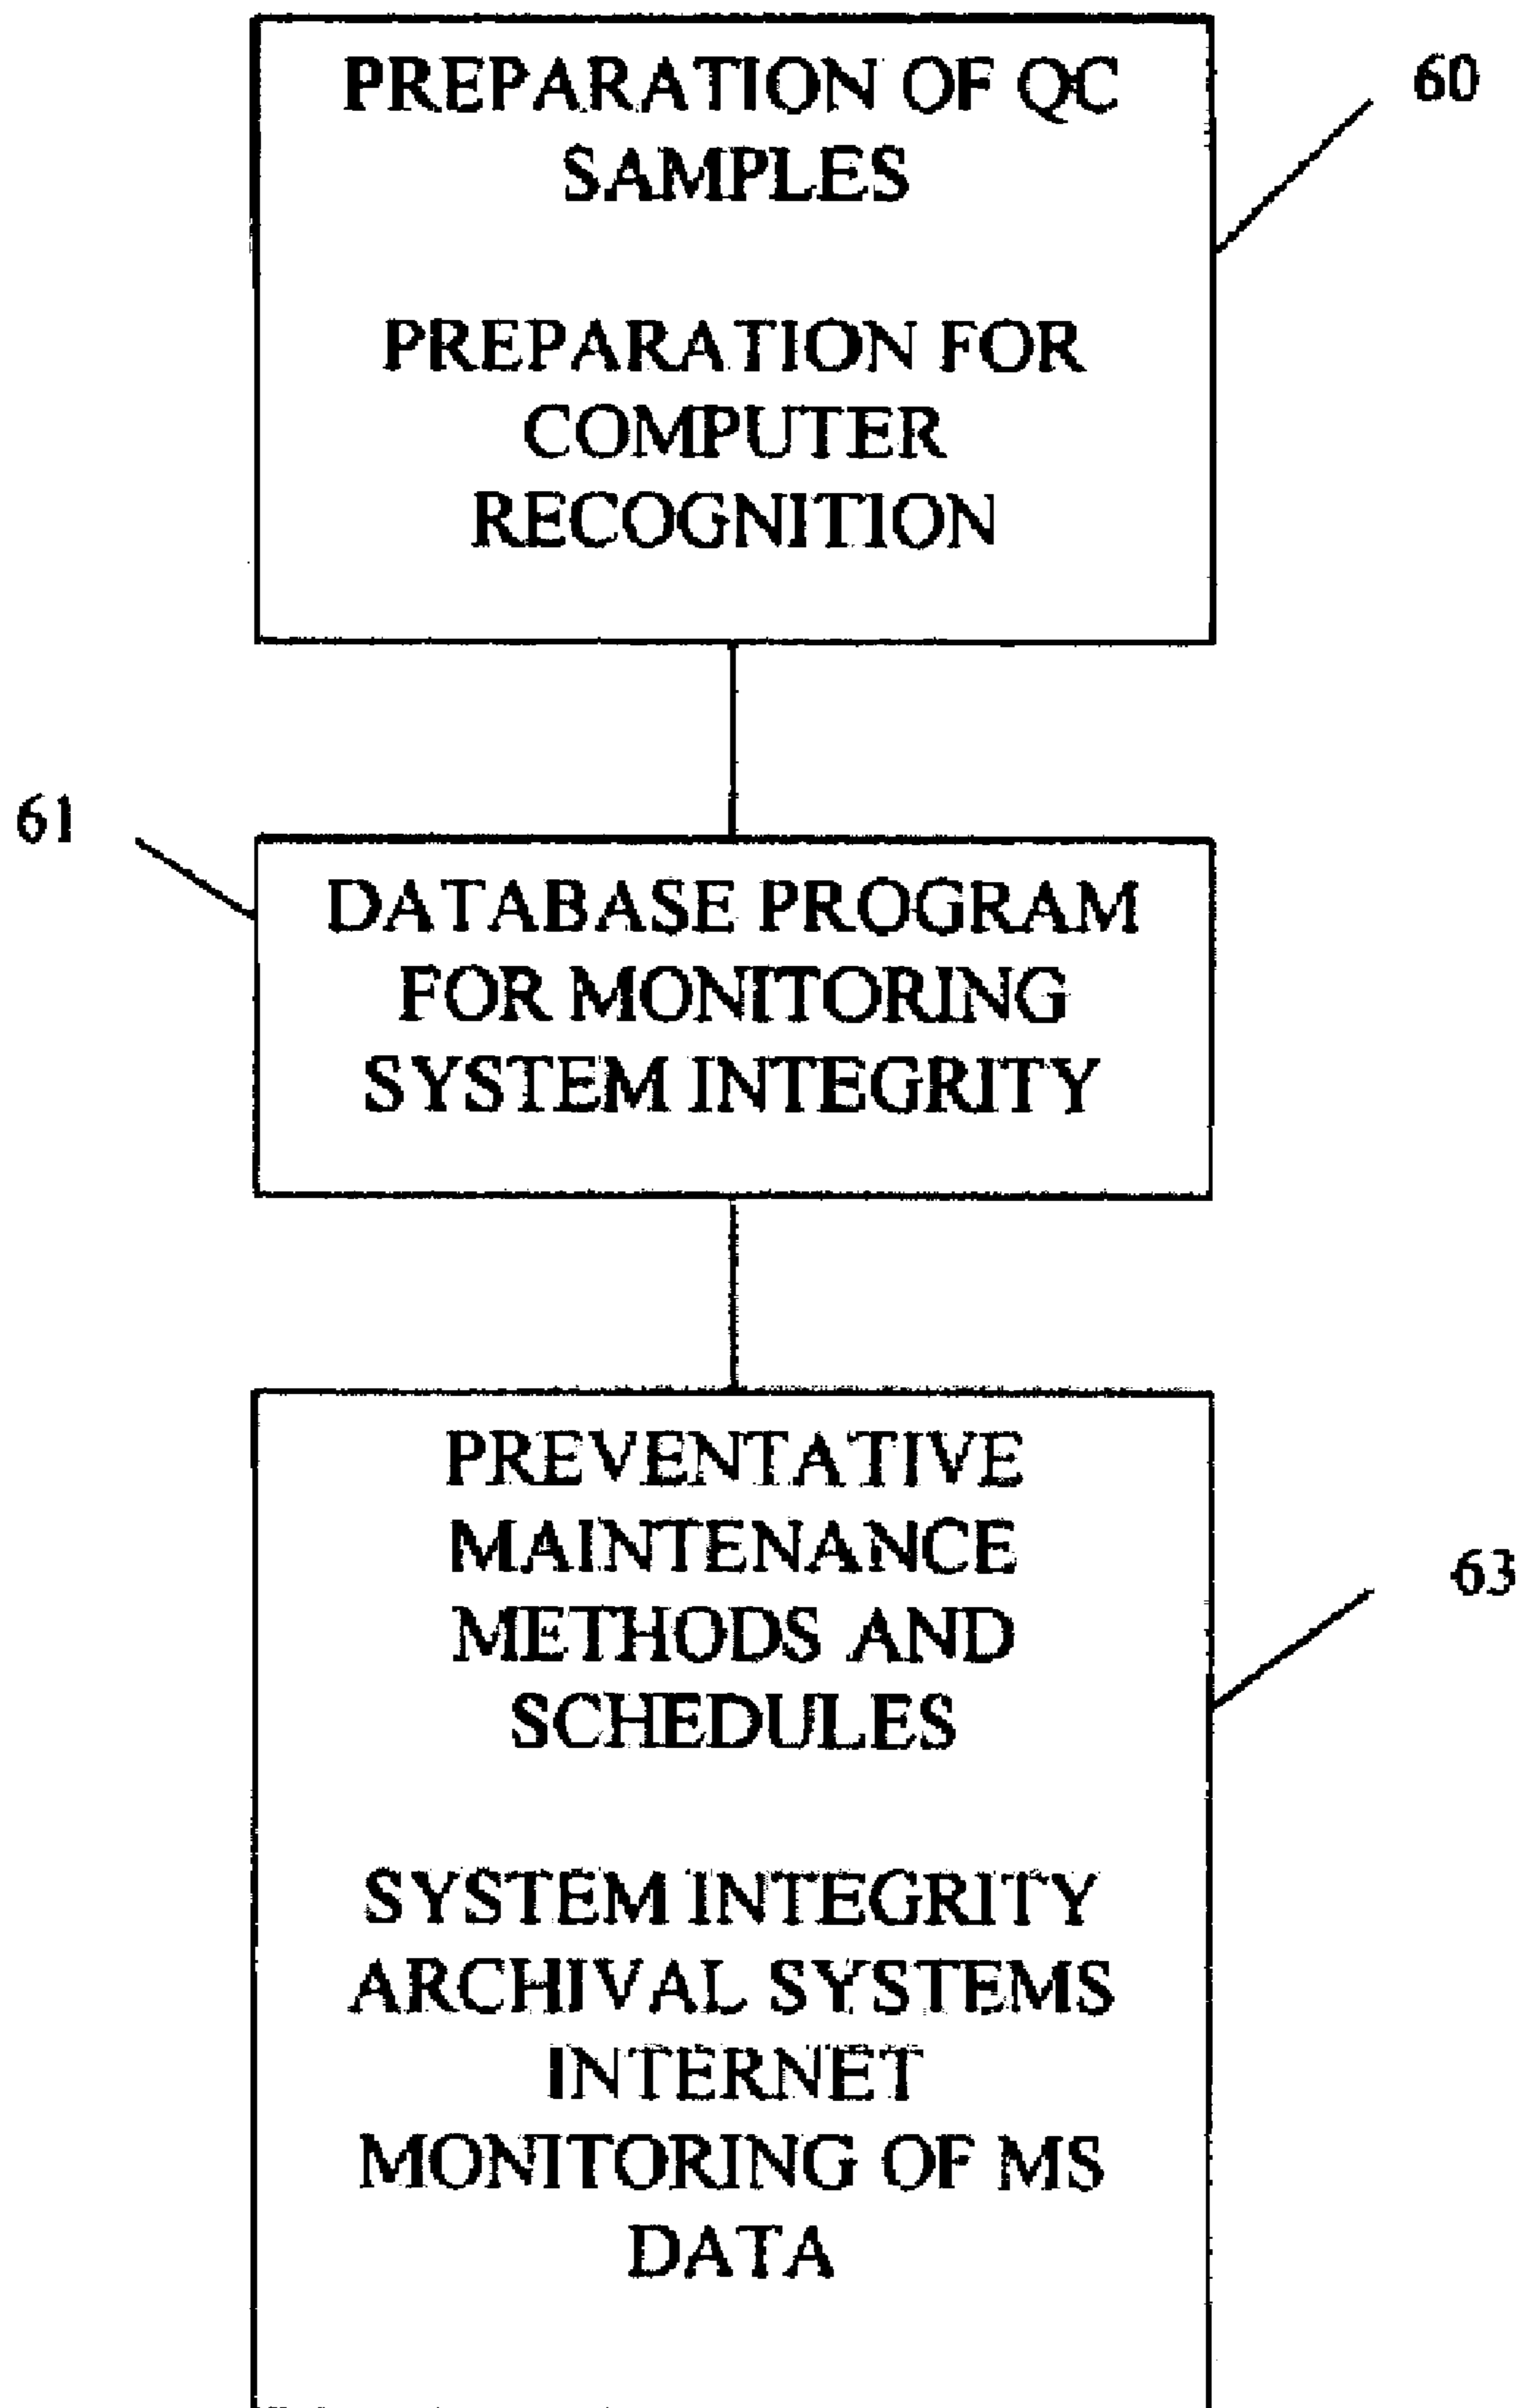 PREPARATION OF QC
SAMPLES
PREPARATION FOR
COMPUTER
RECOGNITION
60
61
DATABASE PROGRAM
FOR MONITORING
SYSTEM INTEGRITY
PREVENTATIVE
MAINTENANCE
METHODS AND
SCHEDULES
SYSTEM INTEGRITY
ARCHIVAL SYSTEMS
INTERNET
MONITORING OF MS
DATA
63